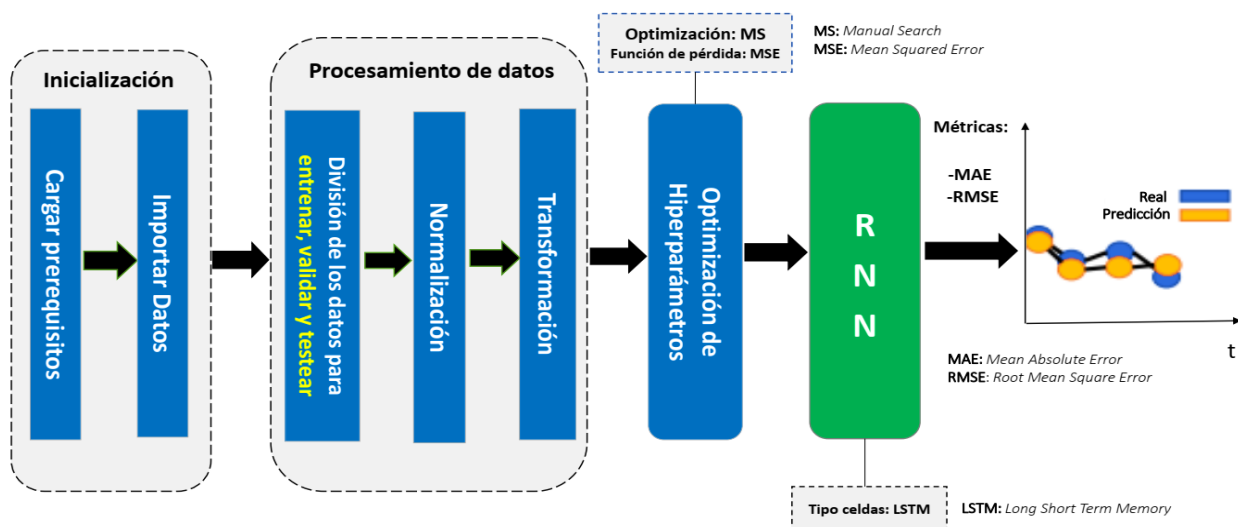 Inicialización
Cargar prerequisitos
Importar Datos
Procesamiento de datos
División de los datos para
entrenar, validar y testear
Normalización
Transformación
Optimización: MS
Función de pérdida: MSE
MS: Manual Search
MSE: Mean Squared Error
Optimización de
Hiperparámetros
R
N
N
Tipo celdas: LSTM
LSTM: Long Short Term Memory
Métricas:
-MAE
-RMSE
Real
Predicción
t
MAE: Mean Absolute Error
RMSE: Root Mean Square Error